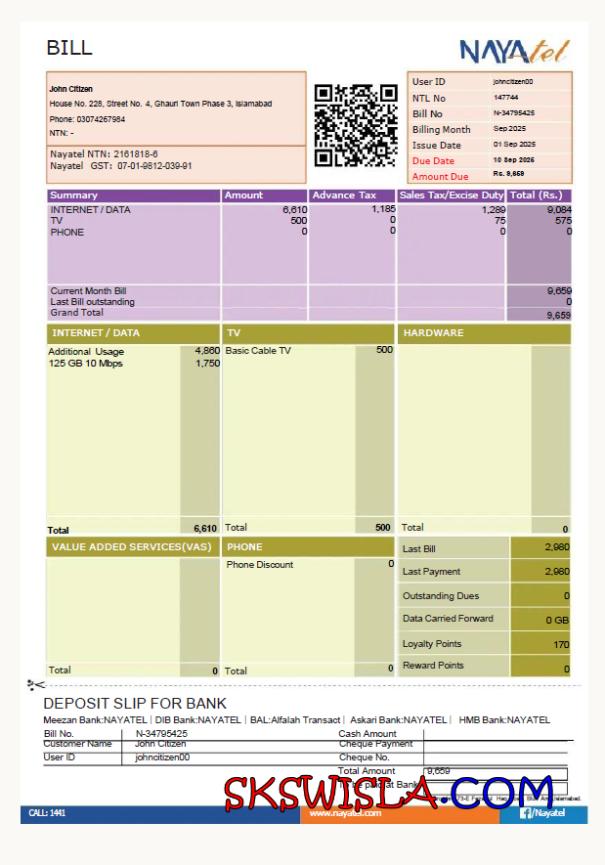 BILL
NAYAtel
John Citizen
House No. 228, Street No. 4, Ghauri Town Phase 3, Islamabad
Phone: 03074267984
NTN: -
Nayatel NTN: 2161818-6
Nayatel GST: 07-01-9812-039-91
User ID johncitizen00
NTL No 147744
Bill No N-34795425
Billing Month Sep 2025
Issue Date 01 Sep 2025
Due Date 10 Sep 2025
Amount Due Rs. 9,659
Summary Amount Advance Tax Sales Tax/Excise Duty Total (Rs.)
INTERNET / DATA 6,610 1,185 1,289 9,084
TV 500 0 75 575
PHONE 0 0 0 0
Current Month Bill 9,659
Last Bill outstanding 0
Grand Total 9,659
INTERNET / DATA TV HARDWARE
Additional Usage 4,860 Basic Cable TV 500
125 GB 10 Mbps 1,750
Total 6,610 Total 500 Total 0
VALUE ADDED SERVICES(VAS) PHONE
Phone Discount 0
Total 0 Total 0
Last Bill 2,980
Last Payment 2,980
Outstanding Dues 0
Data Carried Forward 0 GB
Loyalty Points 170
Reward Points 0
DEPOSIT SLIP FOR BANK
Meezan Bank:NAYATEL | DIB Bank:NAYATEL | BAL:Alfalah Transact | Askari Bank:NAYATEL | HMB Bank:NAYATEL
Bill No. N-34795425 Cash Amount
Customer Name John Citizen Cheque Payment
User ID johncitizen00 Cheque No.
Total Amount 9,659
To be paid at Bank
SKSWISLA.COM
CALL: 1441 www.nayatel.com /Nayatel